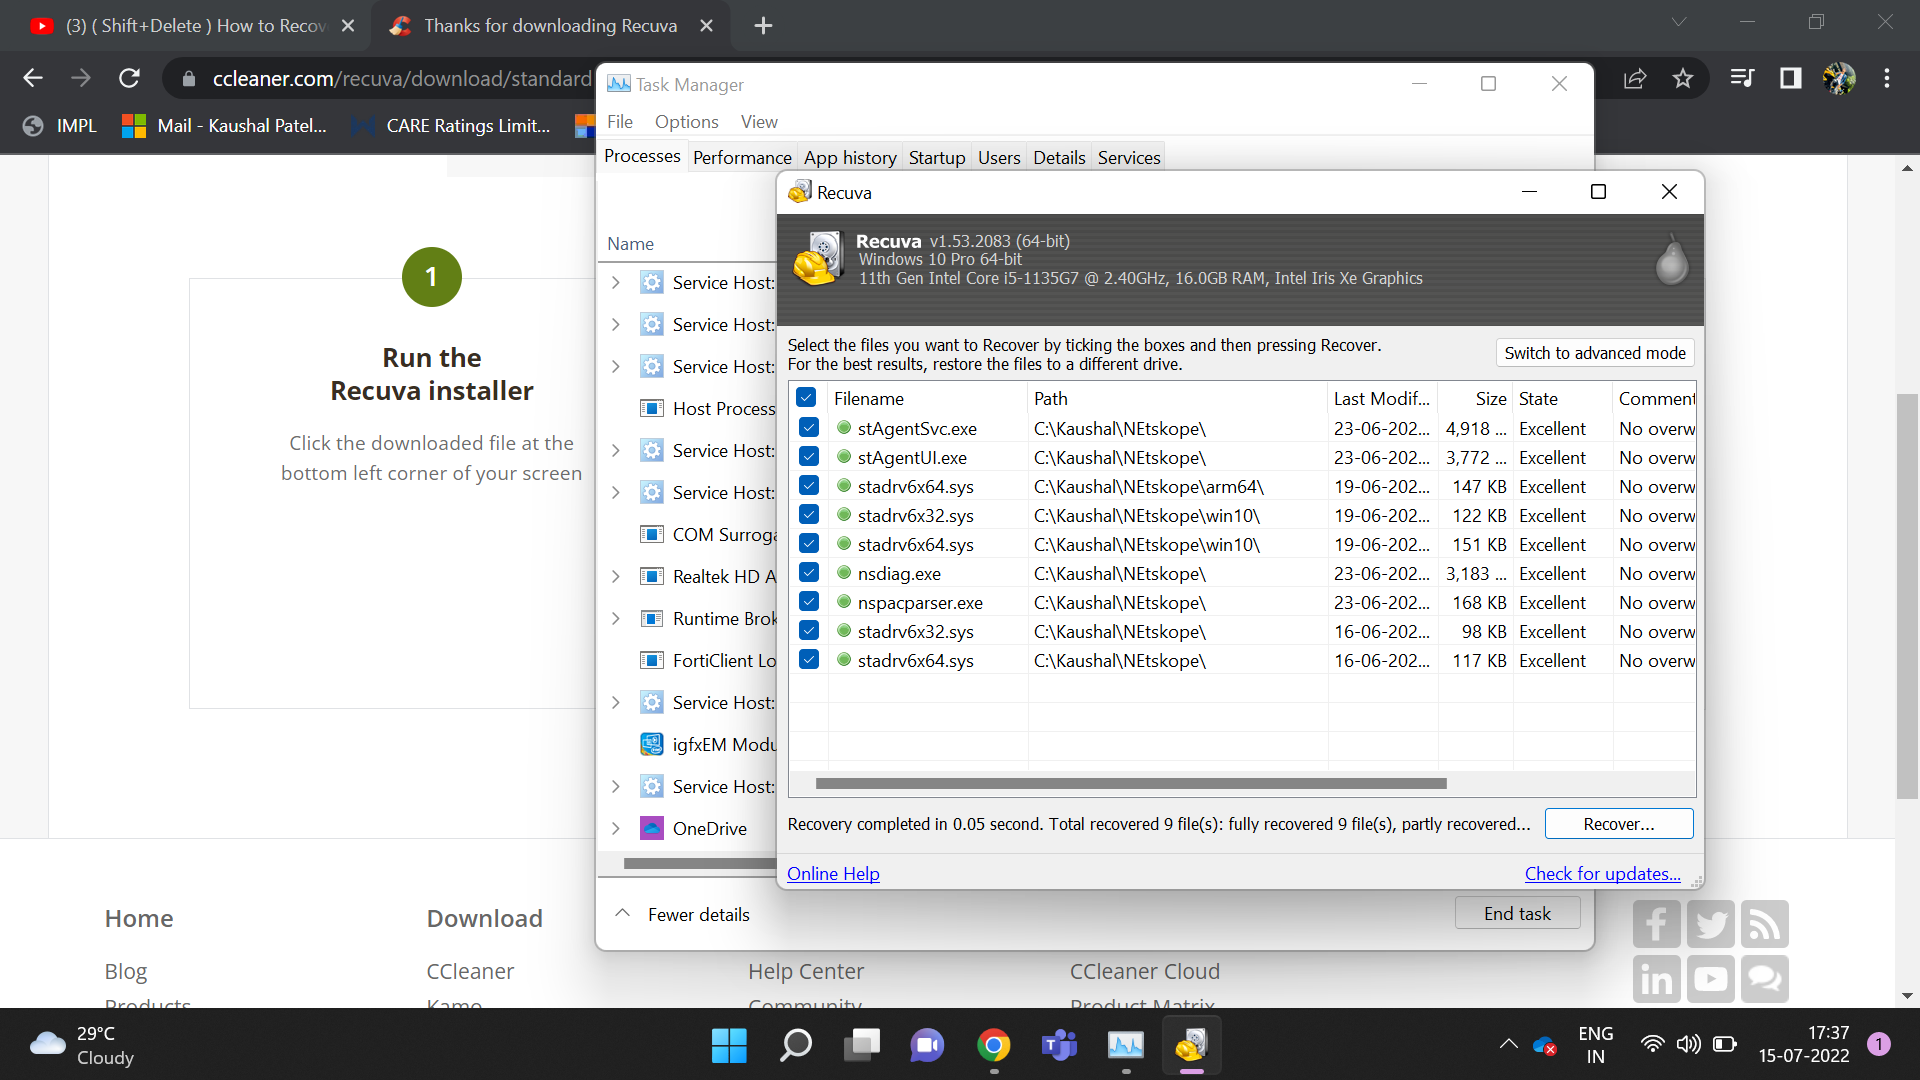 (3) ( Shift+Delete ) How to Recov
Thanks for downloading Recuva
ccleaner.com/recuva/download/standard
IMPL
Mail - Kaushal Patel...
CARE Ratings Limit...
Task Manager
File Options View
Processes Performance App history Startup Users Details Services
Name
Service Host:
Service Host:
Service Host:
Host Process
Service Host:
Service Host:
COM Surroga
Realtek HD A
Runtime Brok
FortiClient Lo
Service Host:
igfxEM Modu
Service Host:
OneDrive
Fewer details
End task
Recuva
Recuva v1.53.2083 (64-bit)
Windows 10 Pro 64-bit
11th Gen Intel Core i5-1135G7 @ 2.40GHz, 16.0GB RAM, Intel Iris Xe Graphics
Select the files you want to Recover by ticking the boxes and then pressing Recover.
For the best results, restore the files to a different drive.
Switch to advanced mode
Filename Path Last Modif... Size State Comment
stAgentSvc.exe C:\Kaushal\NEtskope\ 23-06-202... 4,918 ... Excellent No overw
stAgentUI.exe C:\Kaushal\NEtskope\ 23-06-202... 3,772 ... Excellent No overw
stadrv6x64.sys C:\Kaushal\NEtskope\arm64\ 19-06-202... 147 KB Excellent No overw
stadrv6x32.sys C:\Kaushal\NEtskope\win10\ 19-06-202... 122 KB Excellent No overw
stadrv6x64.sys C:\Kaushal\NEtskope\win10\ 19-06-202... 151 KB Excellent No overw
nsdiag.exe C:\Kaushal\NEtskope\ 23-06-202... 3,183 ... Excellent No overw
nspacparser.exe C:\Kaushal\NEtskope\ 23-06-202... 168 KB Excellent No overw
stadrv6x32.sys C:\Kaushal\NEtskope\ 16-06-202... 98 KB Excellent No overw
stadrv6x64.sys C:\Kaushal\NEtskope\ 16-06-202... 117 KB Excellent No overw
Recovery completed in 0.05 second. Total recovered 9 file(s): fully recovered 9 file(s), partly recovered...
Recover...
Online Help
Check for updates...
1
Run the
Recuva installer
Click the downloaded file at the
bottom left corner of your screen
Home Download
Blog CCleaner Help Center CCleaner Cloud
Products Kamo Community Product Matrix
29°C
Cloudy
ENG
IN
17:37
15-07-2022
1